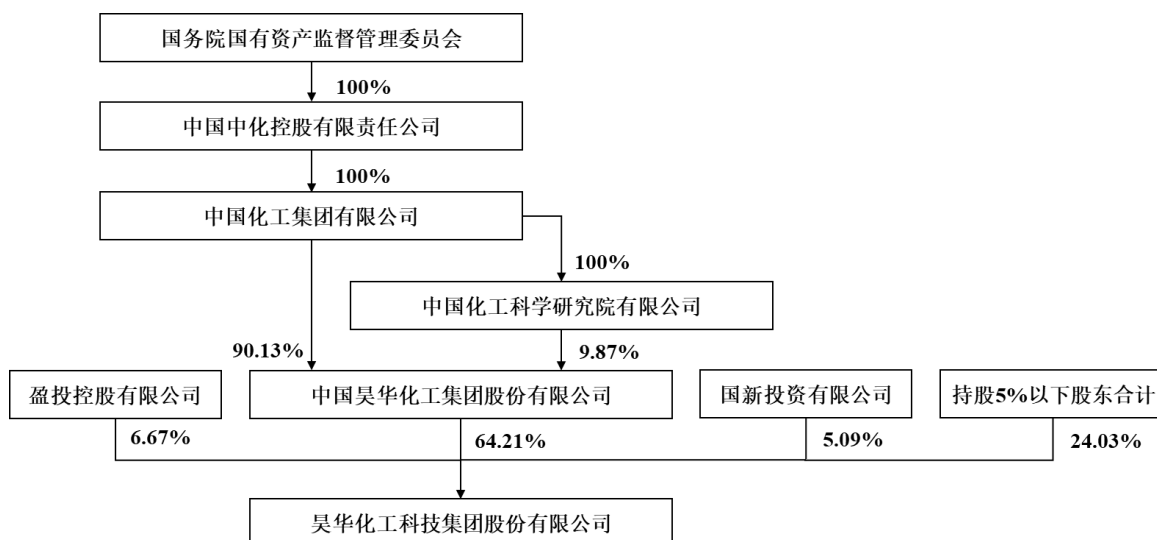 国务院国有资产监督管理委员会
100%
中国中化控股有限责任公司
100%
中国化工集团有限公司
100%
中国化工科学研究院有限公司
90.13%
9.87%
盈投控股有限公司
中国昊华化工集团股份有限公司
国新投资有限公司
持股5%以下股东合计
6.67%
64.21%
5.09%
24.03%
昊华化工科技集团股份有限公司